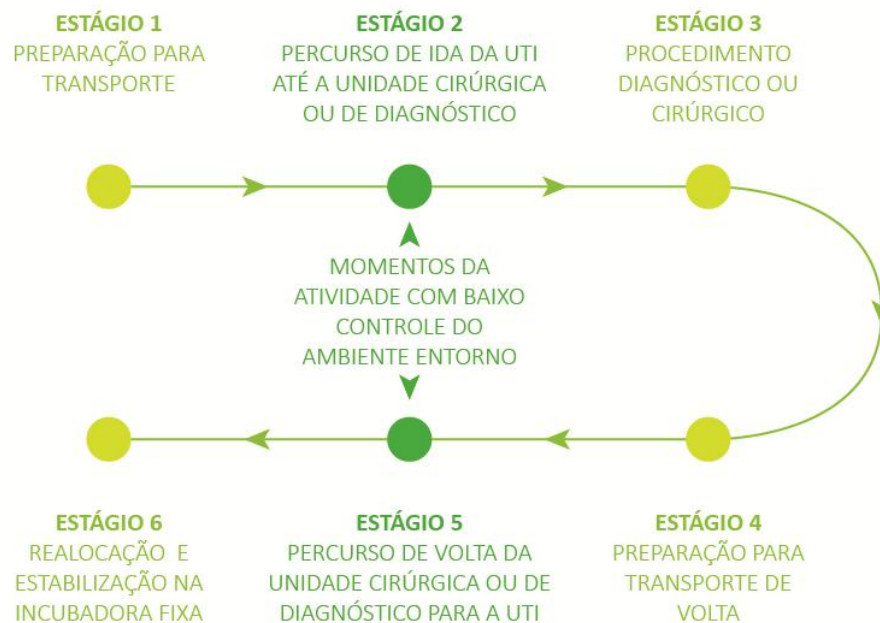 ESTÁGIO 1
PREPARAÇÃO PARA
TRANSPORTE
ESTÁGIO 2
PERCURSO DE IDA DA UTI
ATÉ A UNIDADE CIRÚRGICA
OU DE DIAGNÓSTICO
ESTÁGIO 3
PROCEDIMENTO
DIAGNÓSTICO OU
CIRÚRGICO
MOMENTOS DA
ATIVIDADE COM BAIXO
CONTROLE DO
AMBIENTE ENTORNO
ESTÁGIO 6
REALOCAÇÃO E
ESTABILIZAÇÃO NA
INCUBADORA FIXA
ESTÁGIO 5
PERCURSO DE VOLTA DA
UNIDADE CIRÚRGICA OU DE
DIAGNÓSTICO PARA A UTI
ESTÁGIO 4
PREPARAÇÃO PARA
TRANSPORTE DE
VOLTA